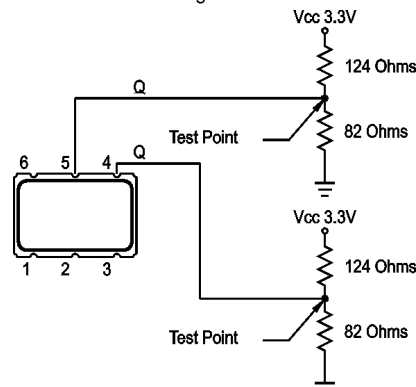 Vcc 3.3V
124 Ohms
Q
Test Point
82 Ohms
6 5 4
Q
Vcc 3.3V
1 2 3
124 Ohms
Test Point
82 Ohms